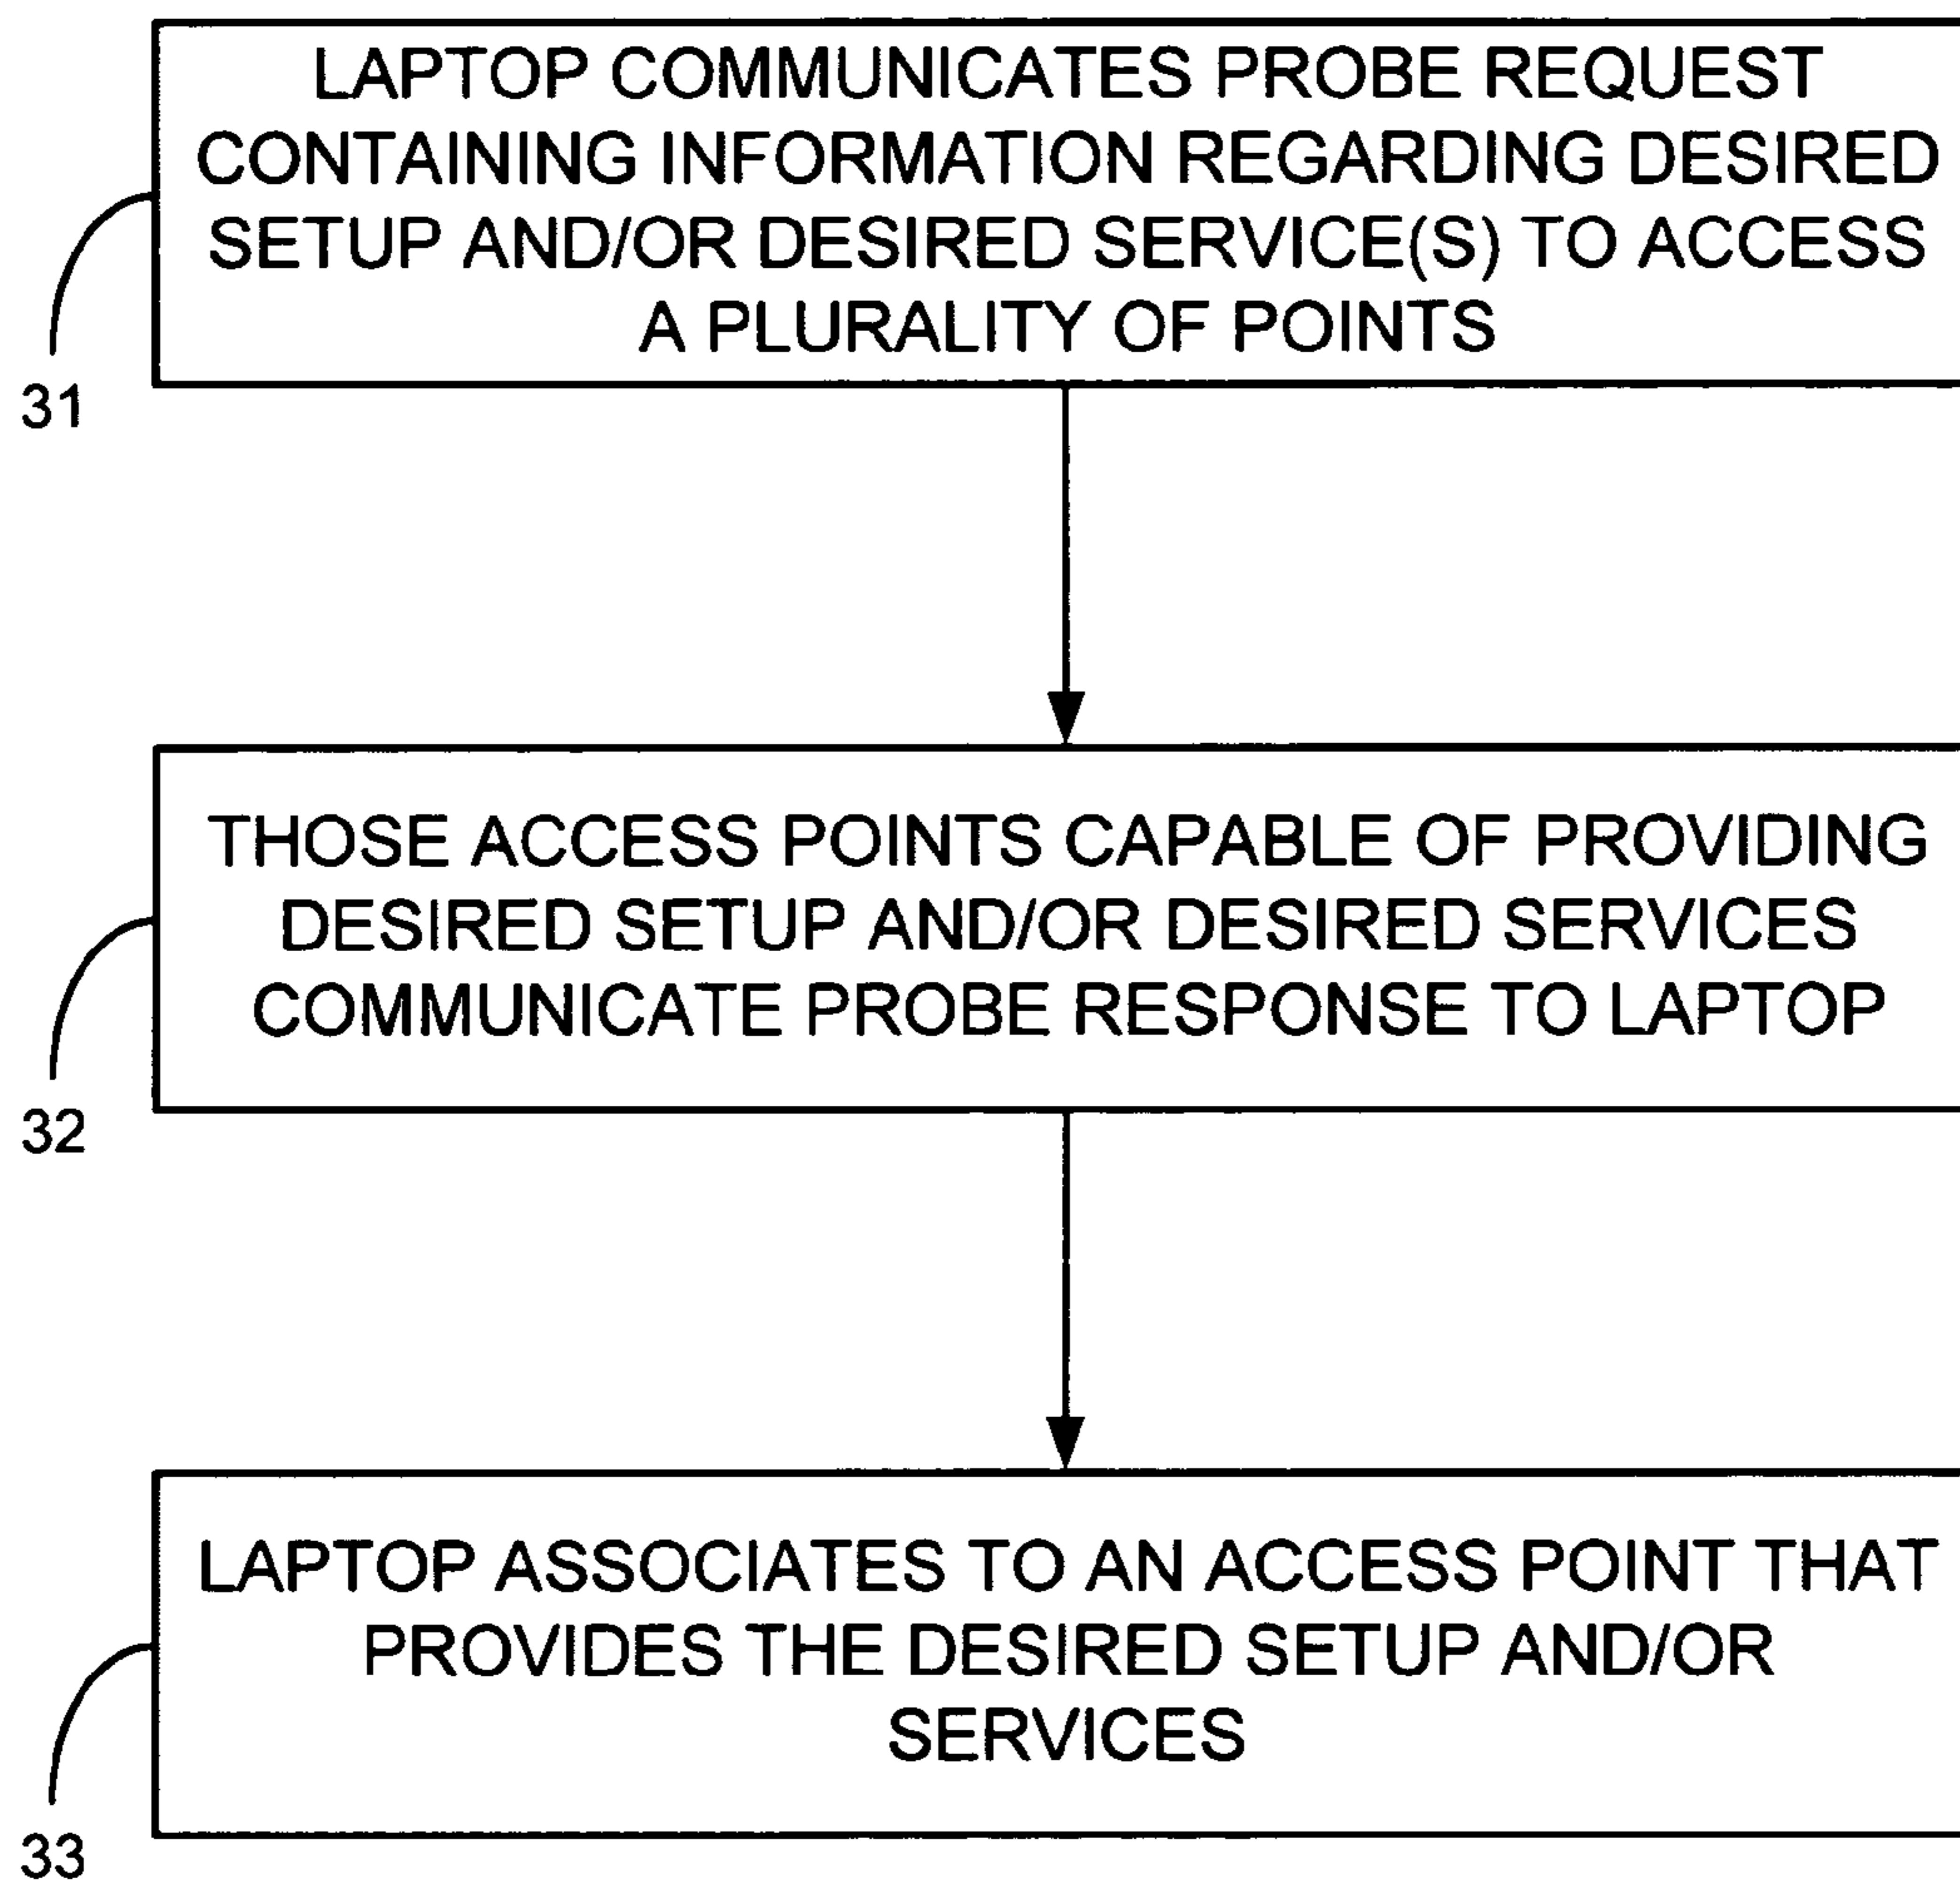 LAPTOP COMMUNICATES PROBE REQUEST
CONTAINING INFORMATION REGARDING DESIRED
SETUP AND/OR DESIRED SERVICE(S) TO ACCESS
A PLURALITY OF POINTS
31
THOSE ACCESS POINTS CAPABLE OF PROVIDING
DESIRED SETUP AND/OR DESIRED SERVICES
COMMUNICATE PROBE RESPONSE TO LAPTOP
32
LAPTOP ASSOCIATES TO AN ACCESS POINT THAT
PROVIDES THE DESIRED SETUP AND/OR
SERVICES
33